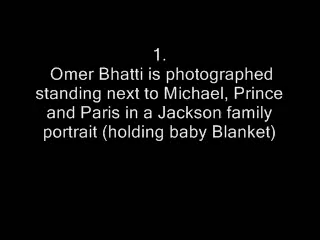 1.
Omer Bhatti is photographed
standing next to Michael, Prince
and Paris in a Jackson family
portrait (holding baby Blanket)